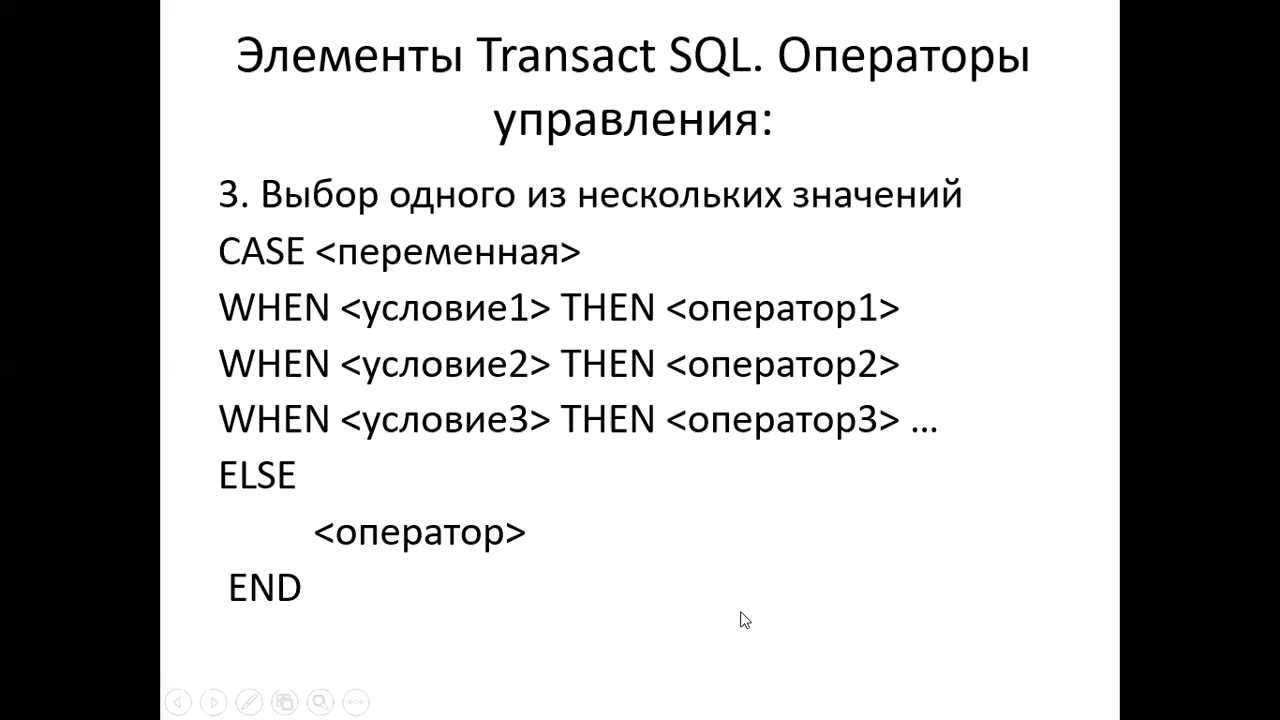 Элементы Transact SQL. Операторы
управления:
3. Выбор одного из нескольких значений
CASE <переменная>
WHEN <условие1> THEN <оператор1>
WHEN <условие2> THEN <оператор2>
WHEN <условие3> THEN <оператор3> ...
ELSE
<оператор>
END